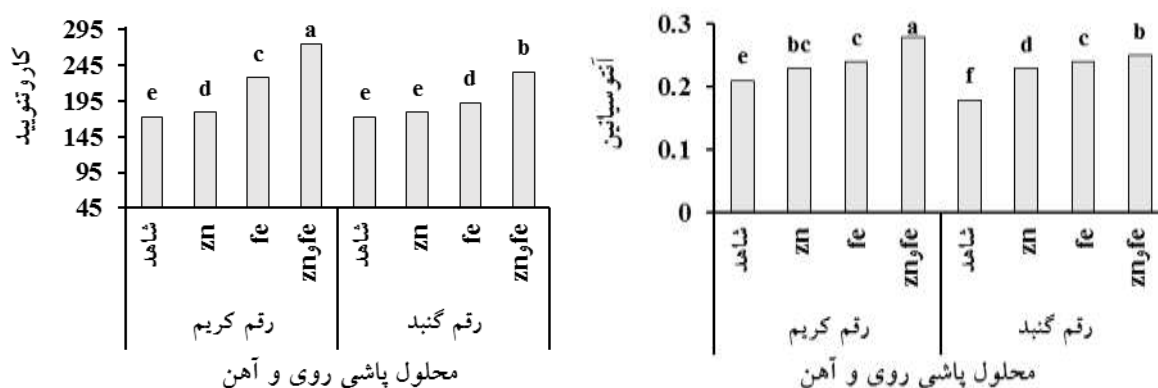 کاروتنویید
295
245
195
145
95
45
e
d
c
a
e
e
d
b
شاهد
zn
fe
znوfe
شاهد
zn
fe
znوfe
رقم کریم
رقم گنبد
محلول پاشی روی و آهن
آنتوسیانین
0.3
0.2
0.1
0
e
bc
c
a
f
d
c
b
شاهد
zn
fe
znوfe
شاهد
zn
fe
znوfe
رقم کریم
رقم گنبد
محلول پاشی روی و آهن